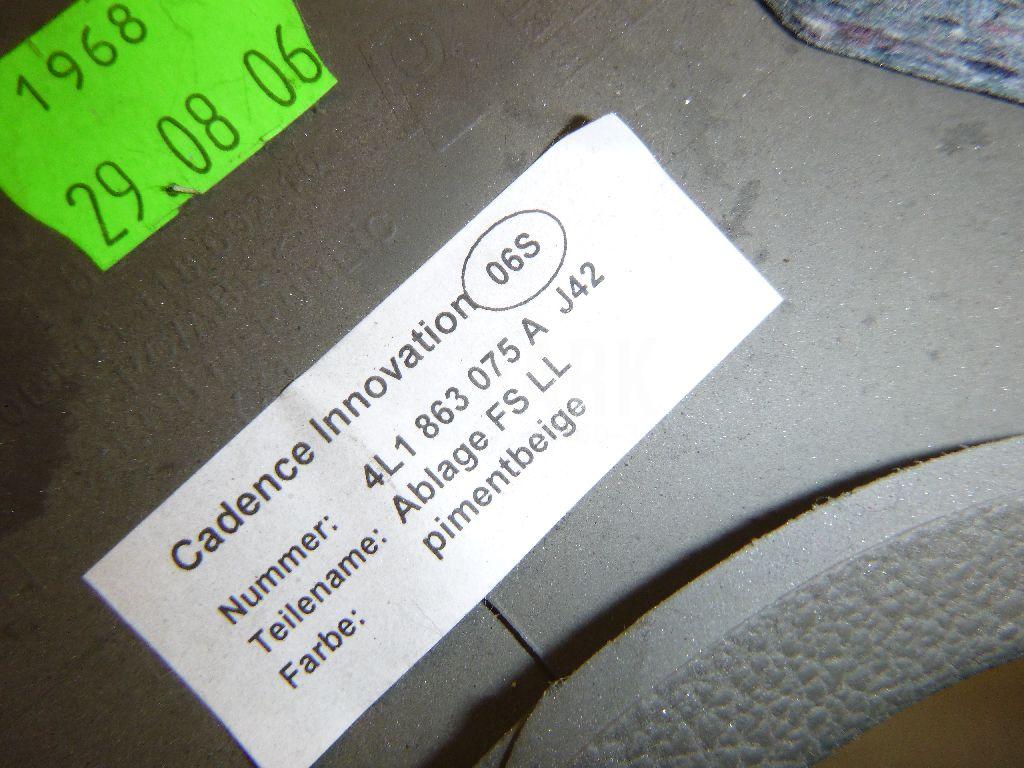 1968
29 08 06
Cadence Innovation 06S
Nummer: 4L1 863 075 A J42
Teilename: Ablage FS LL
Farbe: pimentbeige